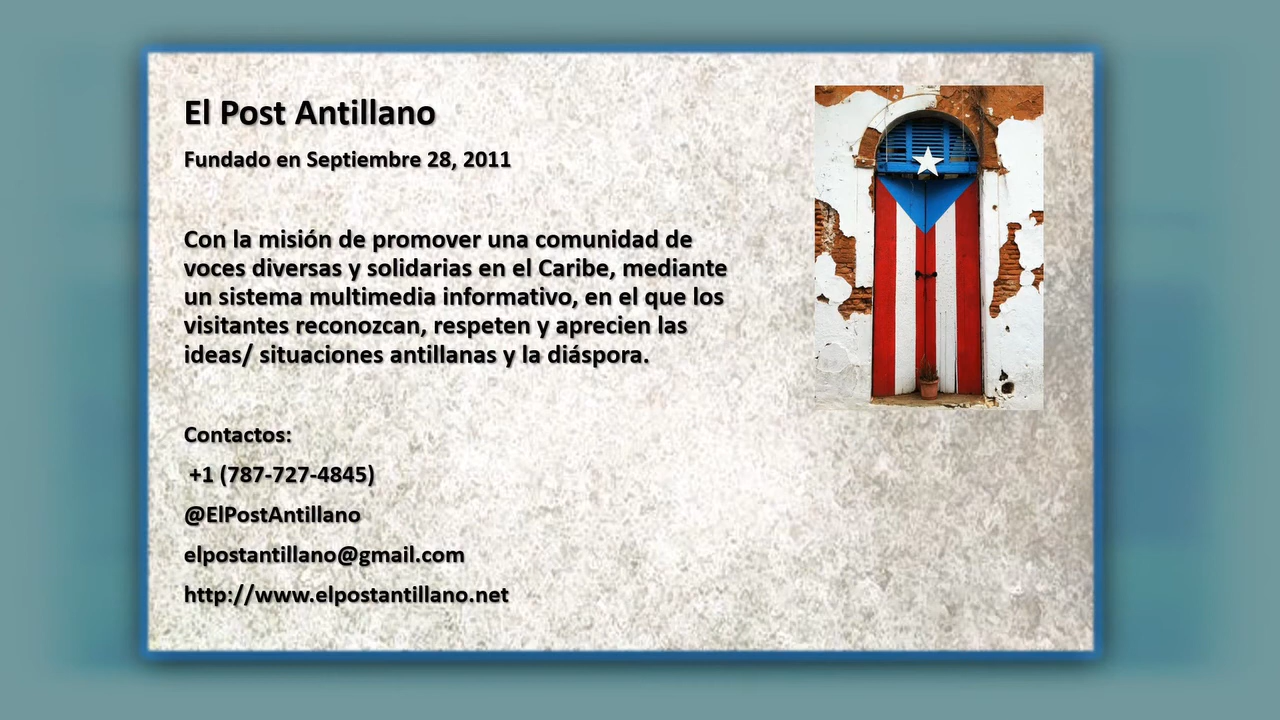 El Post Antillano
Fundado en Septiembre 28, 2011
Con la misión de promover una comunidad de
voces diversas y solidarias en el Caribe, mediante
un sistema multimedia informativo, en el que los
visitantes reconozcan, respeten y aprecien las
ideas/ situaciones antillanas y la diáspora.
Contactos:
+1 (787-727-4845)
@ElPostAntillano
elpostantillano@gmail.com
http://www.elpostantillano.net